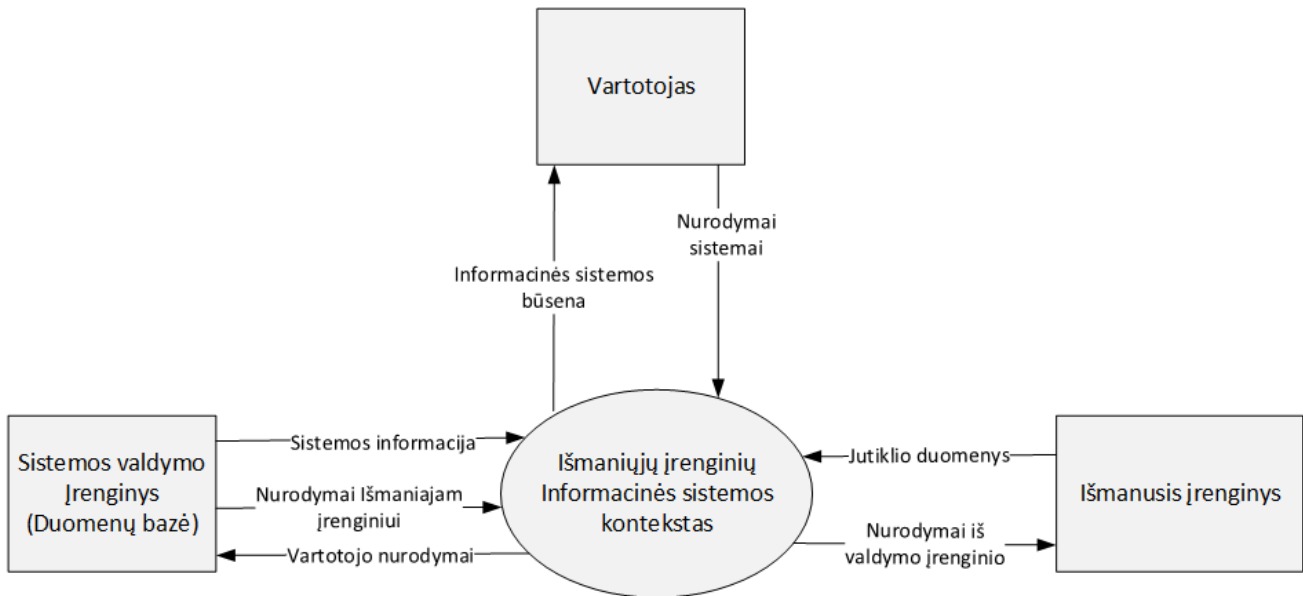 Vartotojas
Nurodymai
sistemai
Informacinės sistemos
būsena
Sistemos valdymo
Įrenginys
(Duomenų bazė)
Sistemos informacija
Nurodymai Išmaniajam
įrenginiui
Vartotojo nurodymai
Išmaniųjų įrenginių
Informacinės sistemos
kontekstas
Jutiklio duomenys
Nurodymai iš
valdymo įrenginio
Išmanusis įrenginys